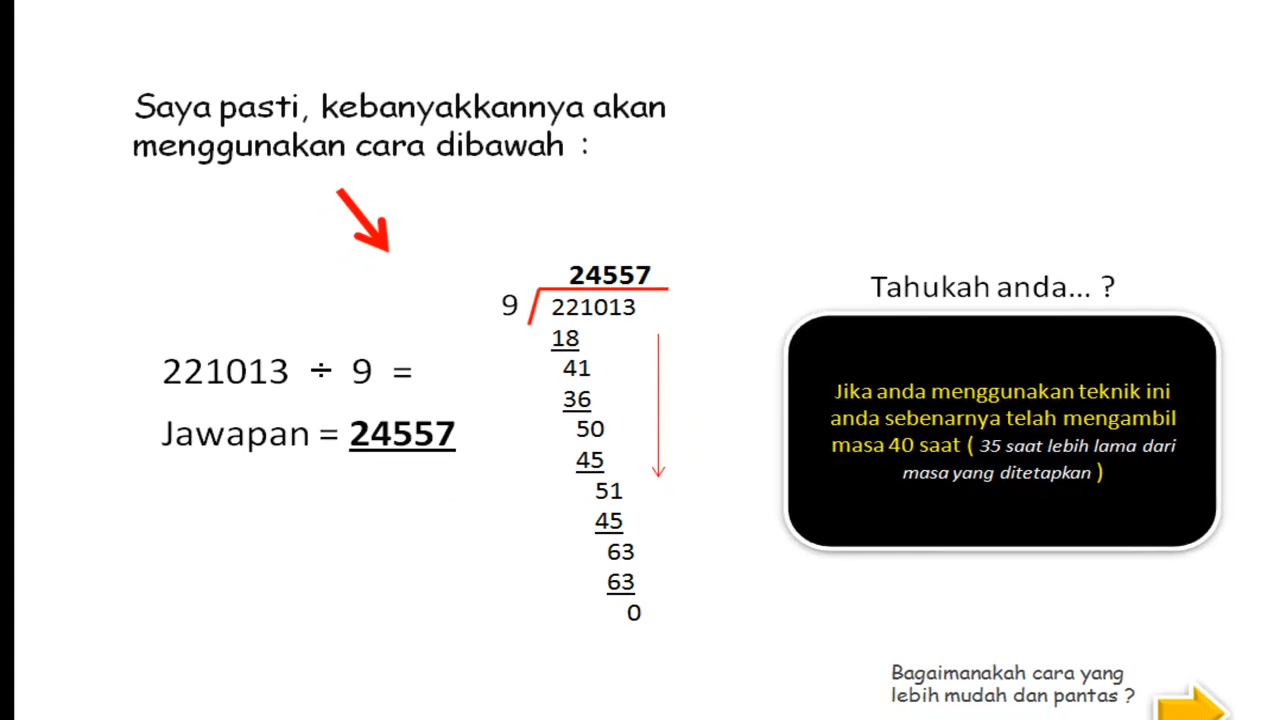 Saya pasti, kebanyakkannya akan
menggunakan cara dibawah :
24557
9 221013
18
41
36
50
45
51
45
63
63
0
221013 ÷ 9 =
Jawapan = 24557
Tahukah anda... ?
Jika anda menggunakan teknik ini
anda sebenarnya telah mengambil
masa 40 saat ( 35 saat lebih lama dari
masa yang ditetapkan )
Bagaimanakah cara yang
lebih mudah dan pantas ?